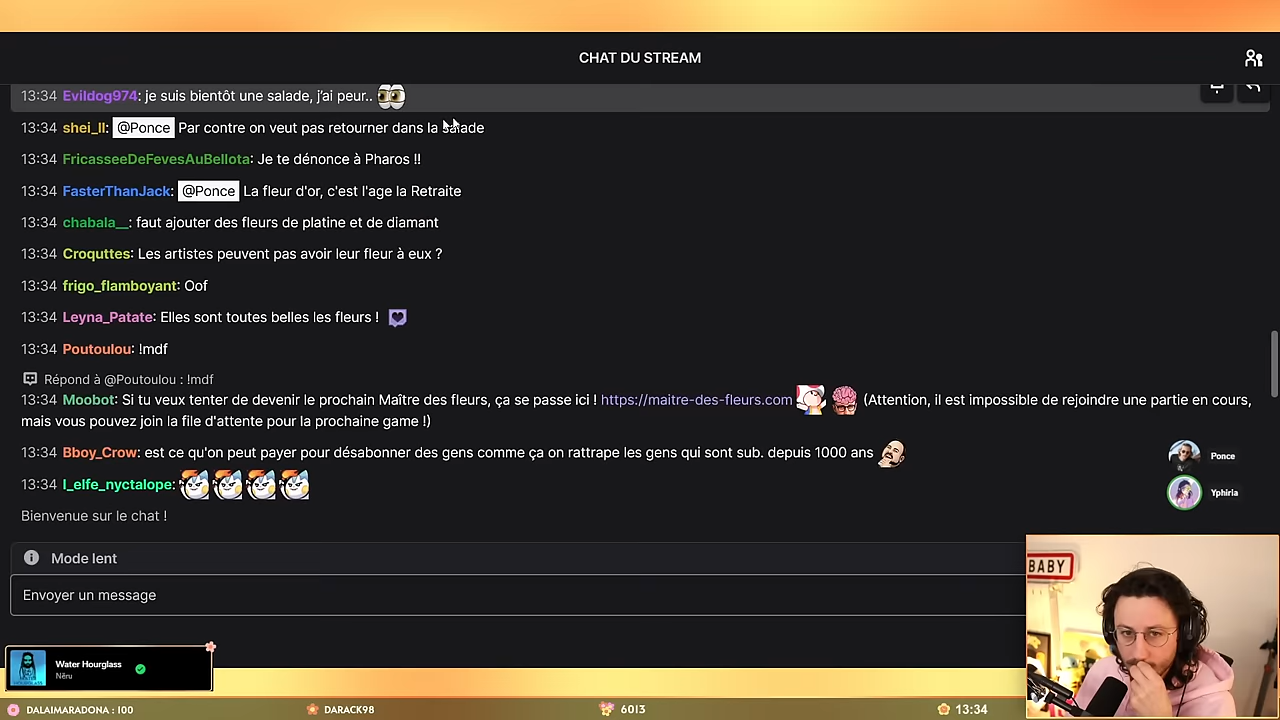 CHAT DU STREAM
13:34 Evildog974: je suis bientôt une salade, j'ai peur..
13:34 shei_ll: @Ponce Par contre on veut pas retourner dans la salade
13:34 FricasseeDeFevesAuBellota: Je te dénonce à Pharos !!
13:34 FasterThanJack: @Ponce La fleur d'or, c'est l'age la Retraite
13:34 chabala__: faut ajouter des fleurs de platine et de diamant
13:34 Croquttes: Les artistes peuvent pas avoir leur fleur à eux ?
13:34 frigo_flamboyant: Oof
13:34 Leyna_Patate: Elles sont toutes belles les fleurs !
13:34 Poutoulou: !mdf
Répond à @Poutoulou : !mdf
13:34 Moobot: Si tu veux tenter de devenir le prochain Maître des fleurs, ça se passe ici ! https://maitre-des-fleurs.com (Attention, il est impossible de rejoindre une partie en cours,
mais vous pouvez join la file d'attente pour la prochaine game !)
13:34 Bboy_Crow: est ce qu'on peut payer pour désabonner des gens comme ça on rattrape les gens qui sont sub. depuis 1000 ans
Ponce
13:34 l_elfe_nyctalope:
Yphiria
Bienvenue sur le chat !
Mode lent
Envoyer un message
BABY
Water Hourglass
Nëru
DALAIMARADONA : 100
DARACK98
6013
13:34